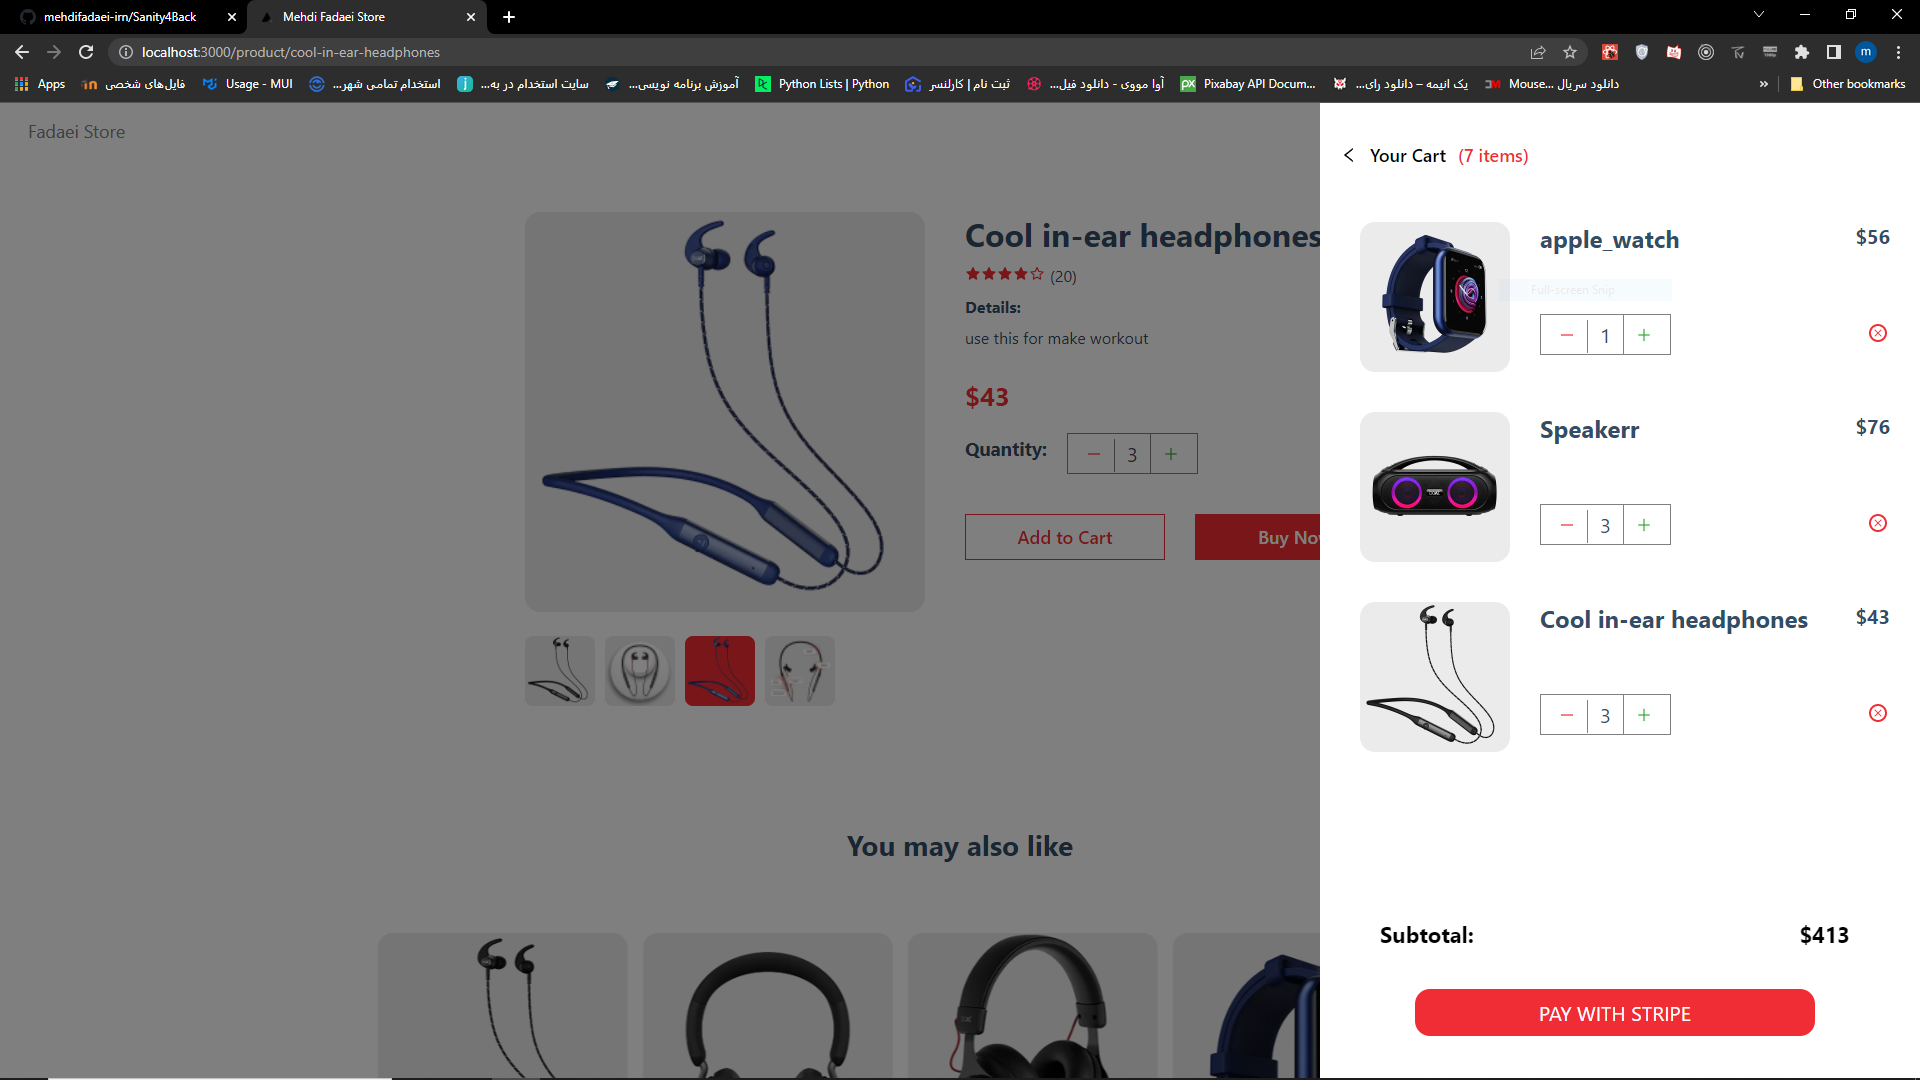 mehdifadaei-irn/Sanity4Back
Mehdi Fadaei Store
localhost:3000/product/cool-in-ear-headphones
m
Apps
فایل‌های شخصی
Usage - MUI
استخدام تمامی شهر...
سایت استخدام در به...
آموزش برنامه نویسی...
Python Lists | Python
ثبت نام | کارلنسر
آوا مووی - دانلود فیل...
Pixabay API Docum...
یک انیمه – دانلود رای...
Mouse... دانلود سریال
»
Other bookmarks
Fadaei Store
Cool in-ear headphones
(20)
Details:
use this for make workout
$43
Quantity:
− 3 +
Add to Cart
Buy No
You may also like
Your Cart (7 items)
apple_watch $56
Full-screen Snip
− 1 +
Speakerr $76
− 3 +
Cool in-ear headphones $43
− 3 +
Subtotal: $413
PAY WITH STRIPE